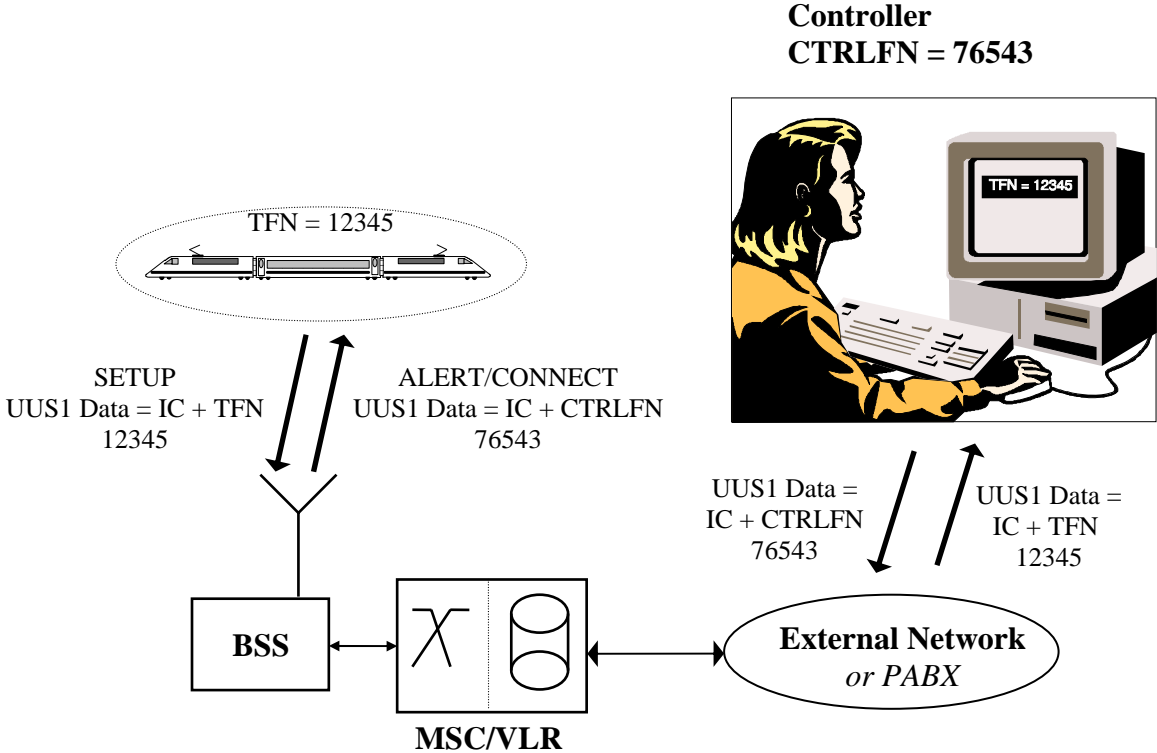 Controller
CTRLFN = 76543
TFN = 12345
TFN = 12345
SETUP
UUS1 Data = IC + TFN
12345
ALERT/CONNECT
UUS1 Data = IC + CTRLFN
76543
UUS1 Data =
IC + CTRLFN
76543
UUS1 Data =
IC + TFN
12345
BSS
MSC/VLR
External Network
or PABX